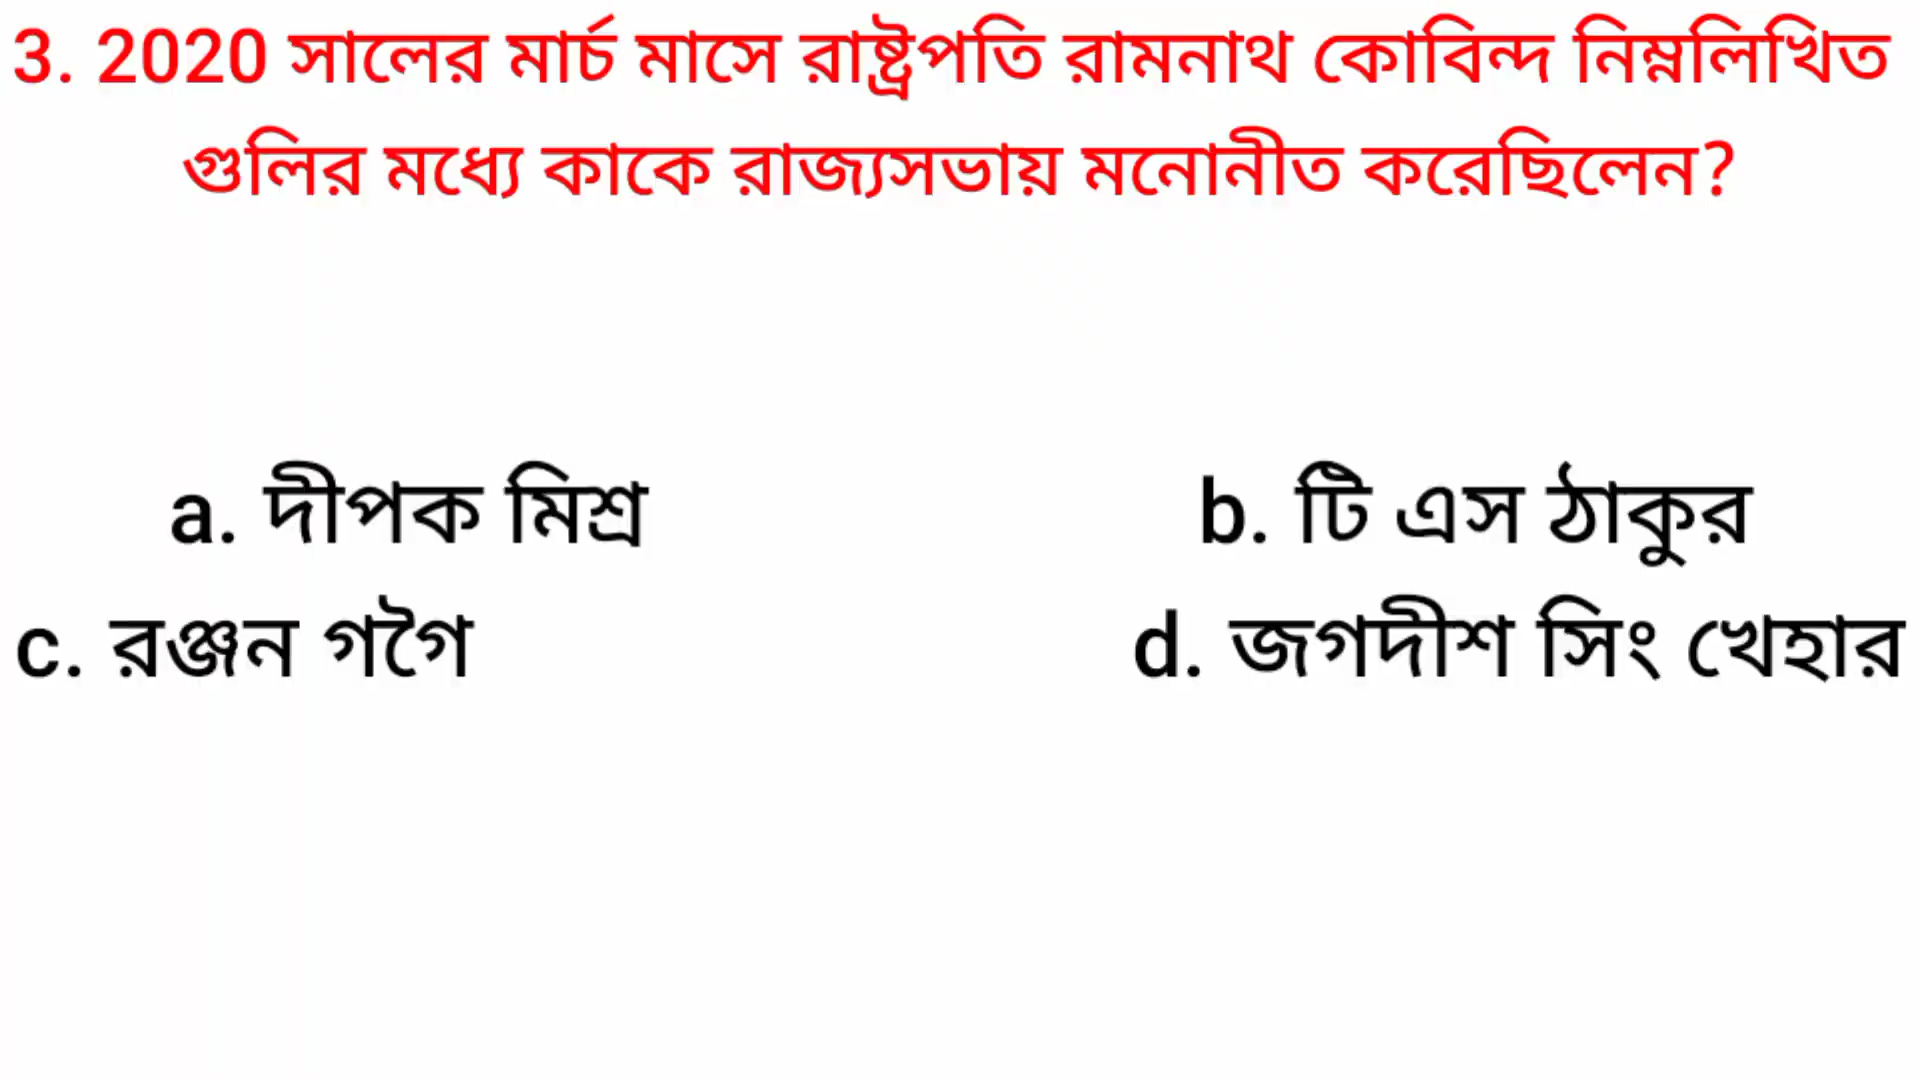 3. 2020 সালের মার্চ মাসে রাষ্ট্রপতি রামনাথ কোবিন্দ নিম্নলিখিত
গুলির মধ্যে কাকে রাজ্যসভায় মনোনীত করেছিলেন?
a. দীপক মিশ্র b. টি এস ঠাকুর
c. রঞ্জন গগৈ d. জগদীশ সিং খেহার